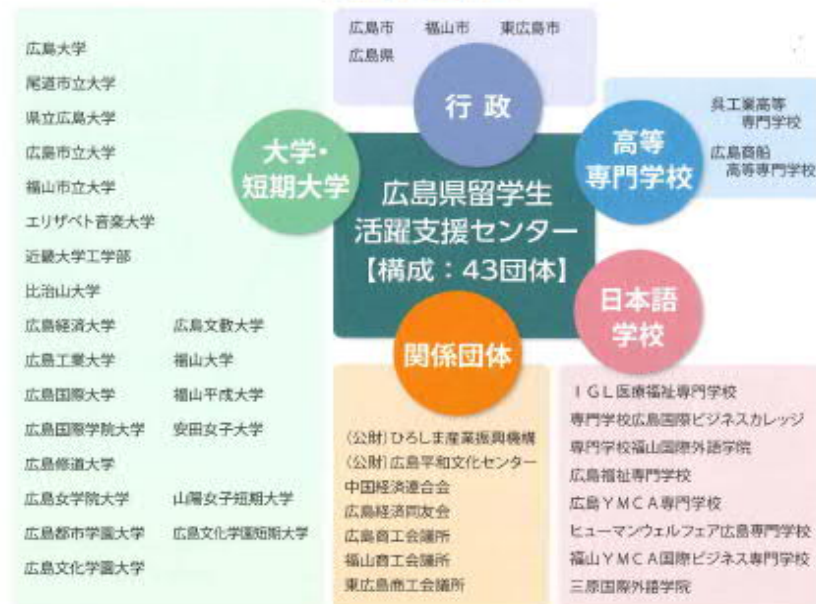 広島市 福山市 東広島市
広島県
行政
広島大学
尾道市立大学
県立広島大学
広島市立大学
福山市立大学
エリザベト音楽大学
近畿大学工学部
比治山大学
広島経済大学 広島文教大学
広島工業大学 福山大学
広島国際大学 福山平成大学
広島国際学院大学 安田女子大学
広島修道大学
広島女学院大学 山陽女子短期大学
広島都市学園大学 広島文化学園短期大学
広島文化学園大学
大学・
短期大学
広島県留学生
活躍支援センター
【構成：43団体】
高等
専門学校
呉工業高等
専門学校
広島商船
高等専門学校
関係団体
(公財)ひろしま産業振興機構
(公財)広島平和文化センター
中国経済連合会
広島経済同友会
広島商工会議所
福山商工会議所
東広島商工会議所
日本語
学校
IGL医療福祉専門学校
専門学校広島国際ビジネスカレッジ
専門学校福山国際外語学院
広島福祉専門学校
広島YMCA専門学校
ヒューマンウェルフェア広島専門学校
福山YMCA国際ビジネス専門学校
三原国際外語学院